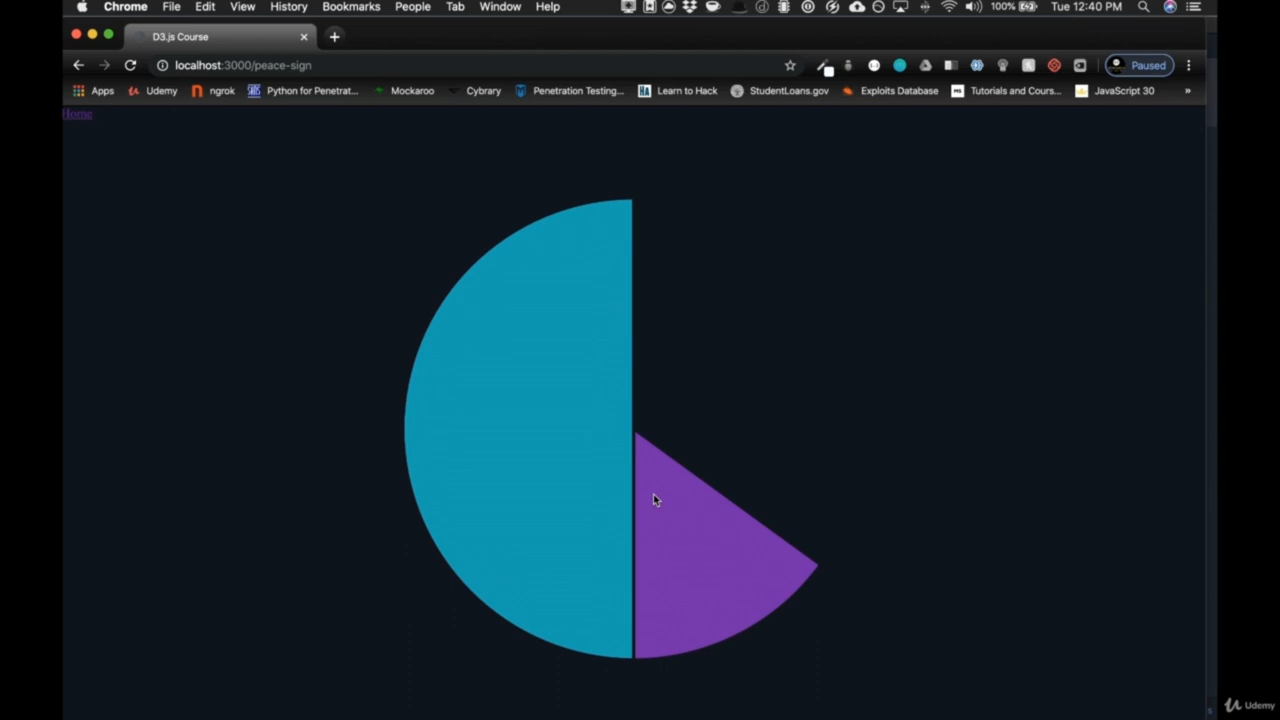 Chrome File Edit View History Bookmarks People Tab Window Help 100% Tue 12:40 PM
D3.js Course
localhost:3000/peace-sign Paused
Apps Udemy ngrok Python for Penetrat... Mockaroo Cybrary Penetration Testing... Learn to Hack StudentLoans.gov Exploits Database Tutorials and Cours... JavaScript 30 »
Home
Udemy